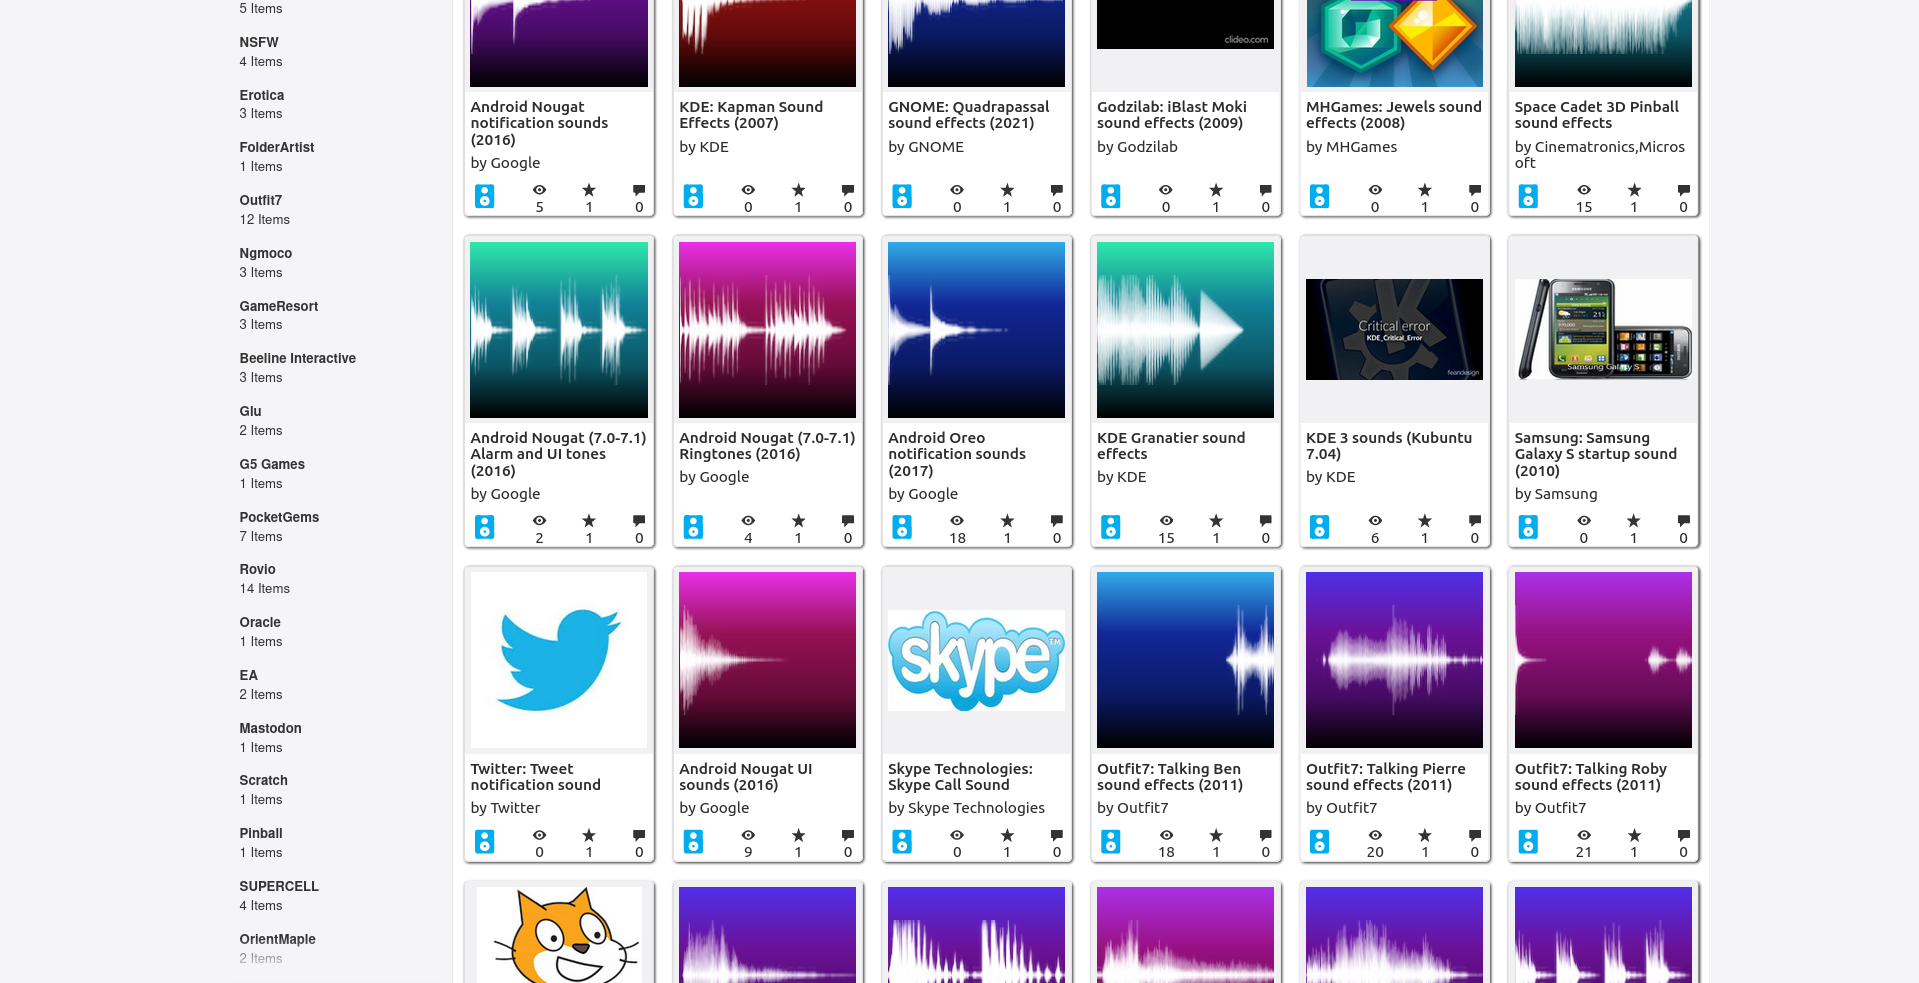 5 Items
NSFW
4 Items
Erotica
3 Items
FolderArtist
1 Items
Outfit7
12 Items
Ngmoco
3 Items
GameResort
3 Items
Beeline Interactive
3 Items
Glu
2 Items
G5 Games
1 Items
PocketGems
7 Items
Rovio
14 Items
Oracle
1 Items
EA
2 Items
Mastodon
1 Items
Scratch
1 Items
Pinball
1 Items
SUPERCELL
4 Items
OrientMaple
2 Items
Android Nougat
notification sounds
(2016)
by Google
5 1 0
KDE: Kapman Sound
Effects (2007)
by KDE
0 1 0
GNOME: Quadrapassal
sound effects (2021)
by GNOME
0 1 0
clideo.com
Godzilab: iBlast Moki
sound effects (2009)
by Godzilab
0 1 0
MHGames: Jewels sound
effects (2008)
by MHGames
0 1 0
Space Cadet 3D Pinball
sound effects
by Cinematronics,Micros
oft
15 1 0
Android Nougat (7.0-7.1)
Alarm and UI tones
(2016)
by Google
2 1 0
Android Nougat (7.0-7.1)
Ringtones (2016)
by Google
4 1 0
Android Oreo
notification sounds
(2017)
by Google
18 1 0
KDE Granatier sound
effects
by KDE
15 1 0
Critical error
KDE_Critical_Error
feandesign
KDE 3 sounds (Kubuntu
7.04)
by KDE
6 1 0
Samsung Galaxy S
Samsung: Samsung
Galaxy S startup sound
(2010)
by Samsung
0 1 0
Twitter: Tweet
notification sound
by Twitter
0 1 0
Android Nougat UI
sounds (2016)
by Google
9 1 0
skype™
Skype Technologies:
Skype Call Sound
by Skype Technologies
0 1 0
Outfit7: Talking Ben
sound effects (2011)
by Outfit7
18 1 0
Outfit7: Talking Pierre
sound effects (2011)
by Outfit7
20 1 0
Outfit7: Talking Roby
sound effects (2011)
by Outfit7
21 1 0